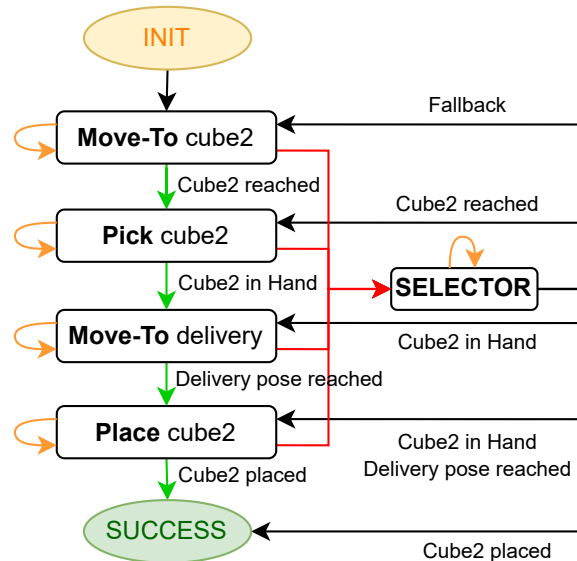 INIT
Fallback
Move-To cube2
Cube2 reached
Cube2 reached
Pick cube2
Cube2 in Hand
SELECTOR
Move-To delivery
Cube2 in Hand
Delivery pose reached
Place cube2
Cube2 in Hand
Delivery pose reached
Cube2 placed
SUCCESS
Cube2 placed